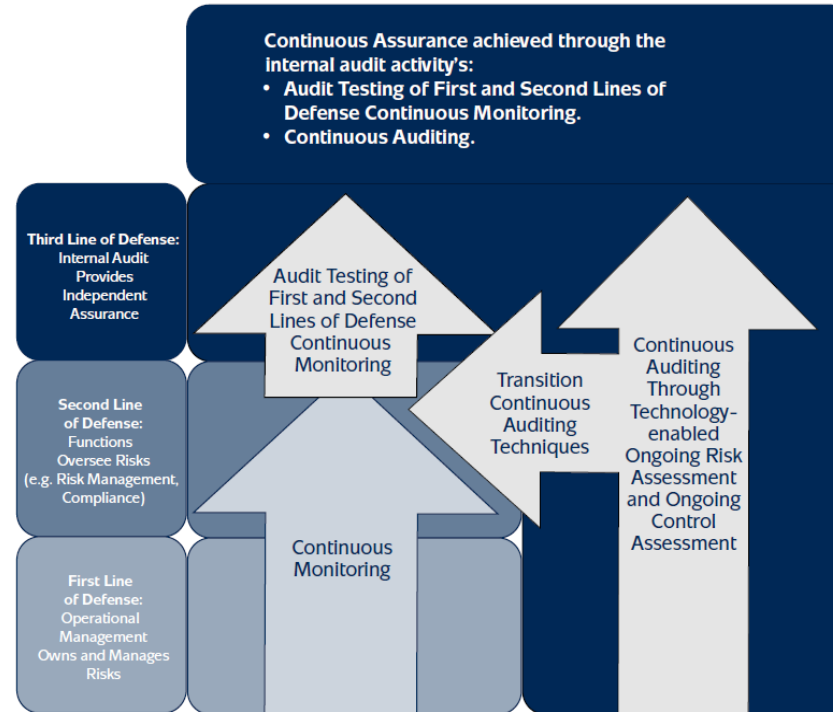 Continuous Assurance achieved through the
internal audit activity's:
• Audit Testing of First and Second Lines of
Defense Continuous Monitoring.
• Continuous Auditing.
Third Line of Defense:
Internal Audit
Provides
Independent
Assurance
Audit Testing of
First and Second
Lines of Defense
Continuous
Monitoring
Second Line
of Defense:
Functions
Oversee Risks
(e.g. Risk Management,
Compliance)
Transition
Continuous
Auditing
Techniques
Continuous
Auditing
Through
Technology-
enabled
Ongoing Risk
Assessment
and Ongoing
Control
Assessment
First Line
of Defense:
Operational
Management
Owns and Manages
Risks
Continuous
Monitoring